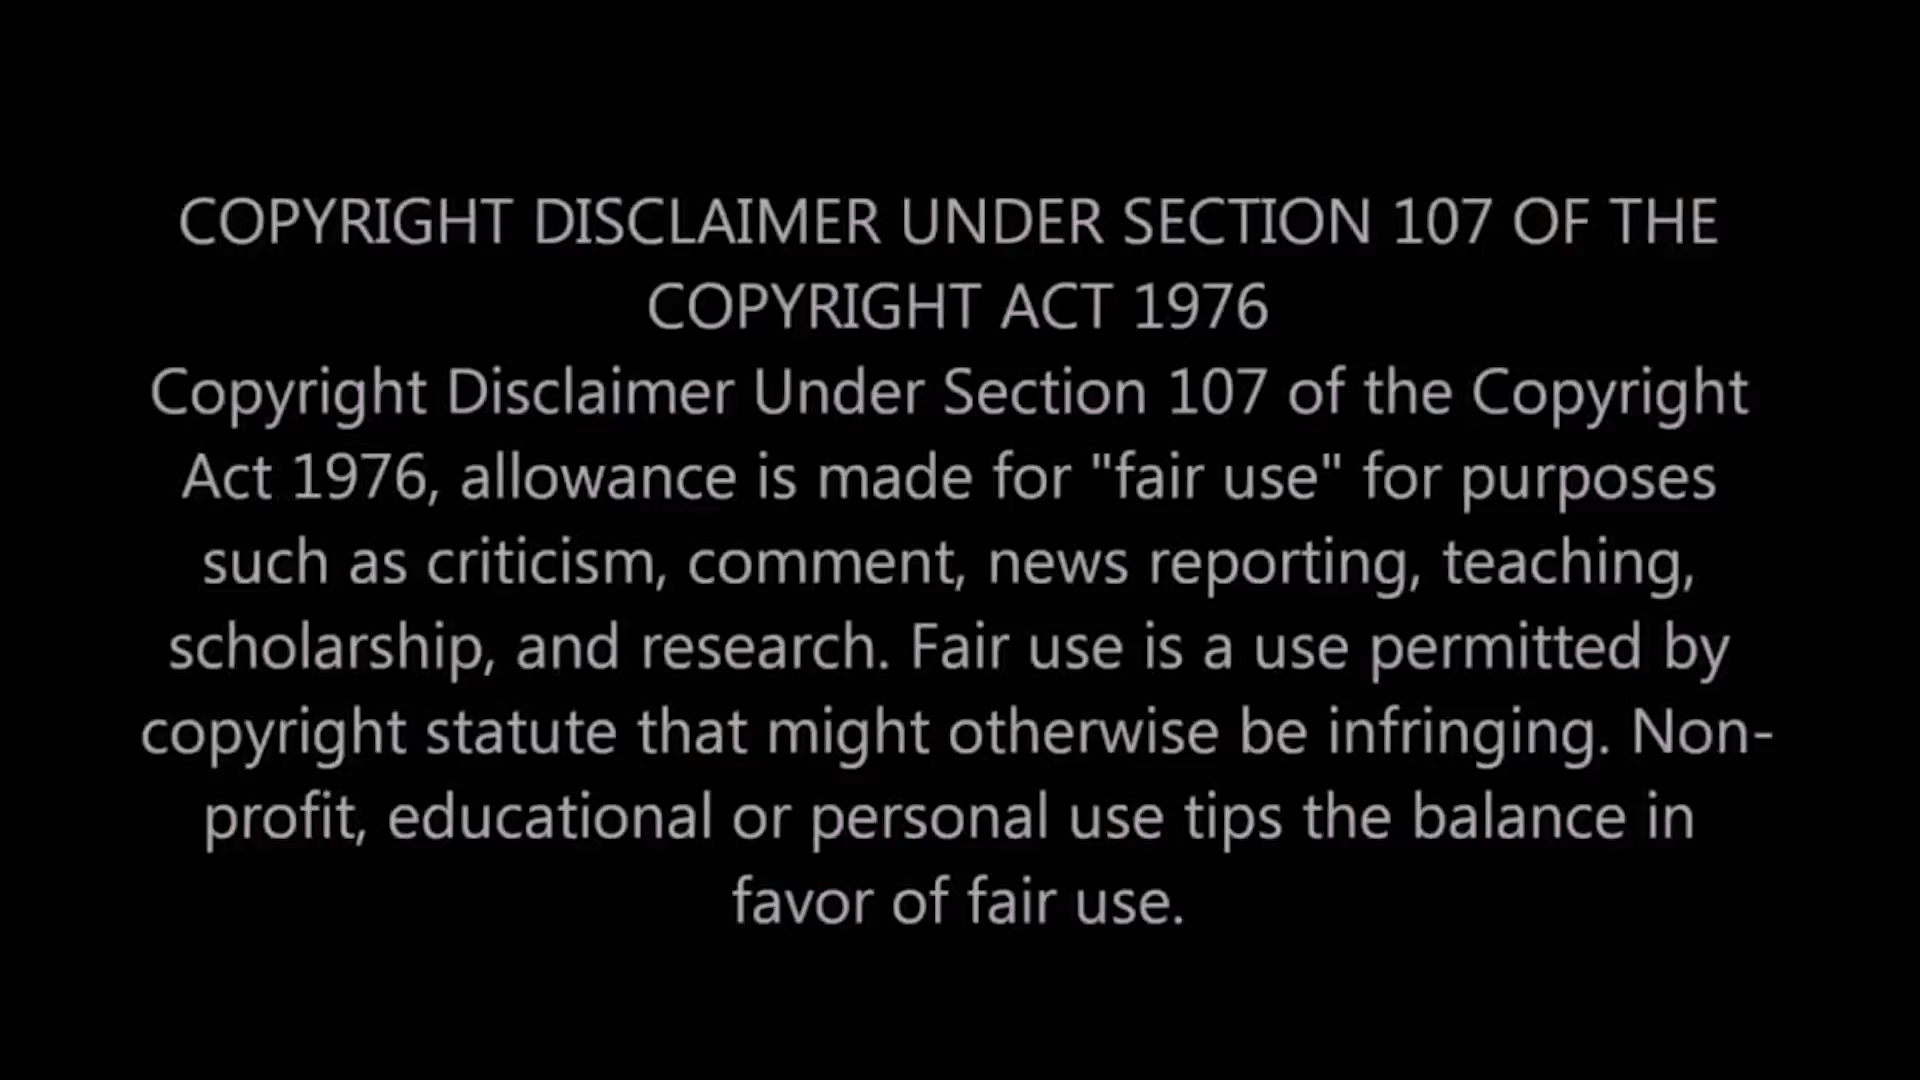 COPYRIGHT DISCLAIMER UNDER SECTION 107 OF THE
COPYRIGHT ACT 1976
Copyright Disclaimer Under Section 107 of the Copyright
Act 1976, allowance is made for "fair use" for purposes
such as criticism, comment, news reporting, teaching,
scholarship, and research. Fair use is a use permitted by
copyright statute that might otherwise be infringing. Non-
profit, educational or personal use tips the balance in
favor of fair use.